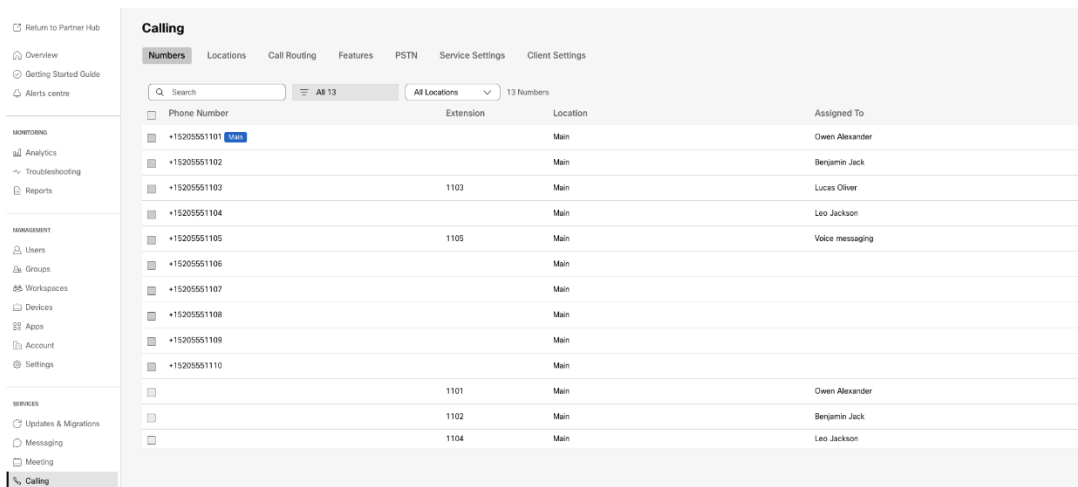 Return to Partner Hub
Overview
Getting Started Guide
Alerts centre
MONITORING
Analytics
Troubleshooting
Reports
MANAGEMENT
Users
Groups
Workspaces
Devices
Apps
Account
Settings
SERVICES
Updates & Migrations
Messaging
Meeting
Calling
Calling
Numbers Locations Call Routing Features PSTN Service Settings Client Settings
Search All 13 All Locations 13 Numbers
Phone Number Extension Location Assigned To
+15205551101 Main Main Owen Alexander
+15205551102 Main Benjamin Jack
+15205551103 1103 Main Lucas Oliver
+15205551104 Main Leo Jackson
+15205551105 1105 Main Voice messaging
+15205551106 Main
+15205551107 Main
+15205551108 Main
+15205551109 Main
+15205551110 Main
1101 Main Owen Alexander
1102 Main Benjamin Jack
1104 Main Leo Jackson